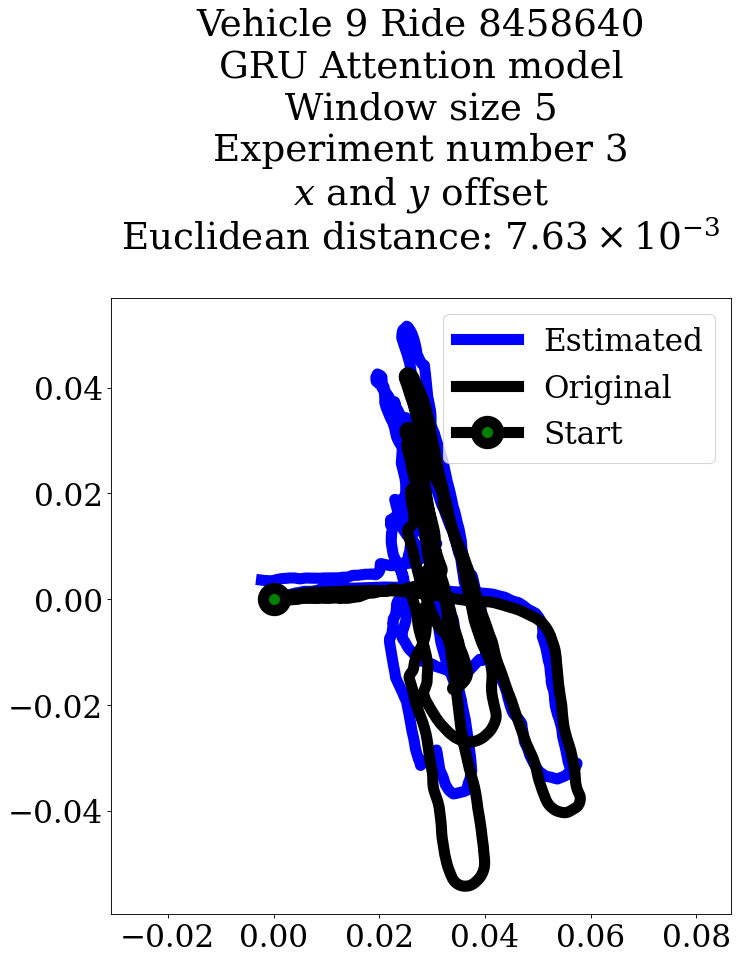 Vehicle 9 Ride 8458640
GRU Attention model
Window size 5
Experiment number 3
x and y offset
Euclidean distance: 7.63 × 10⁻³
Estimated
Original
Start
0.04
0.02
0.00
−0.02
−0.04
−0.02 0.00 0.02 0.04 0.06 0.08